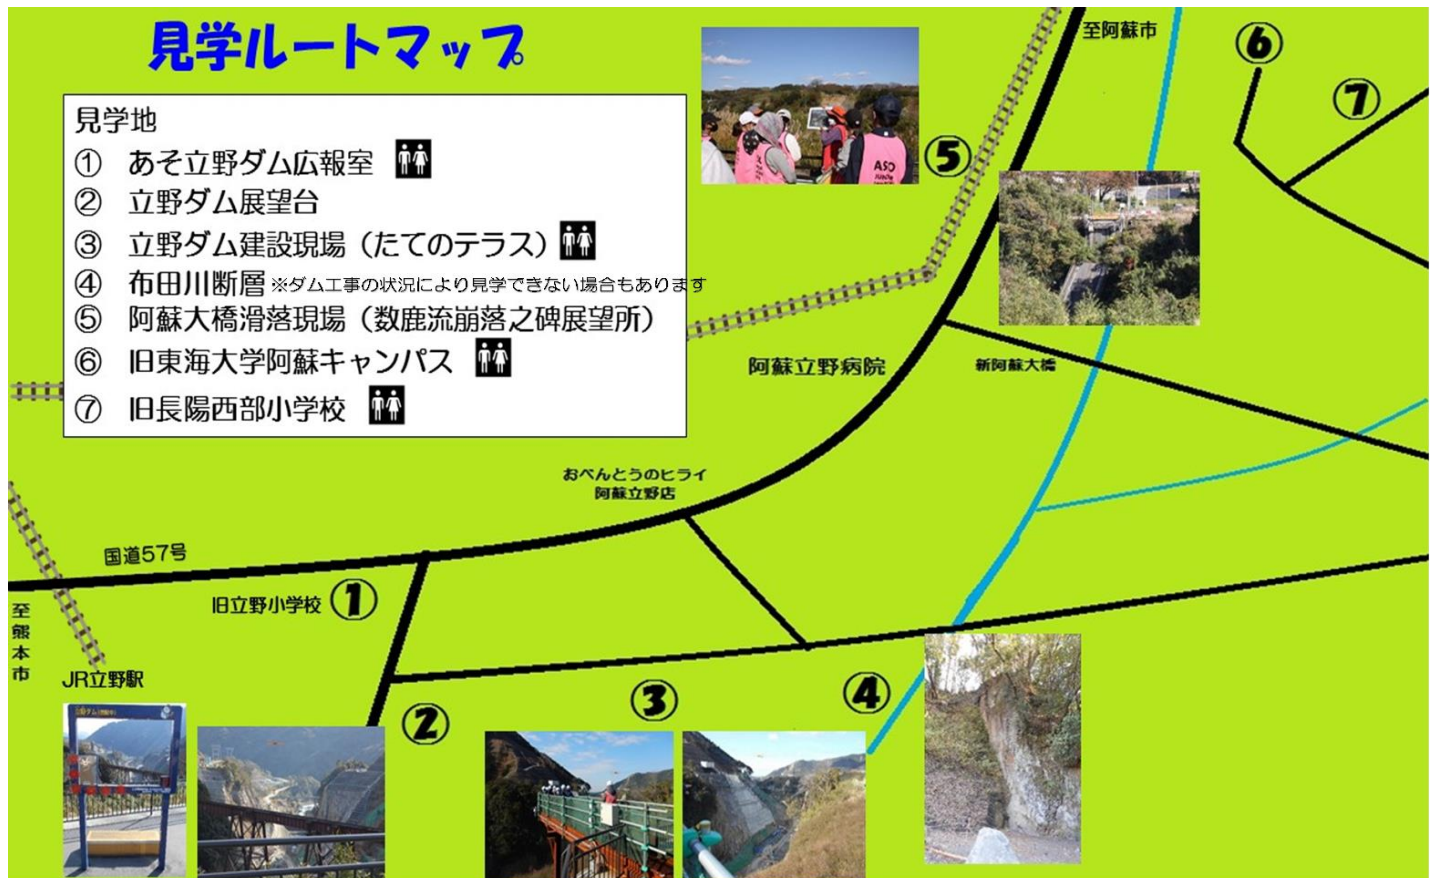 見学ルートマップ
見学地
① あそ立野ダム広報室
② 立野ダム展望台
③ 立野ダム建設現場（たてのテラス）
④ 布田川断層 ※ダム工事の状況により見学できない場合もあります
⑤ 阿蘇大橋滑落現場（数鹿流崩落之碑展望所）
⑥ 旧東海大学阿蘇キャンパス
⑦ 旧長陽西部小学校
至阿蘇市
⑥
⑦
⑤
ASO
阿蘇立野病院
新阿蘇大橋
おべんとうのヒライ
阿蘇立野店
国道57号
旧立野小学校 ①
至熊本市
JR立野駅
②
③
④